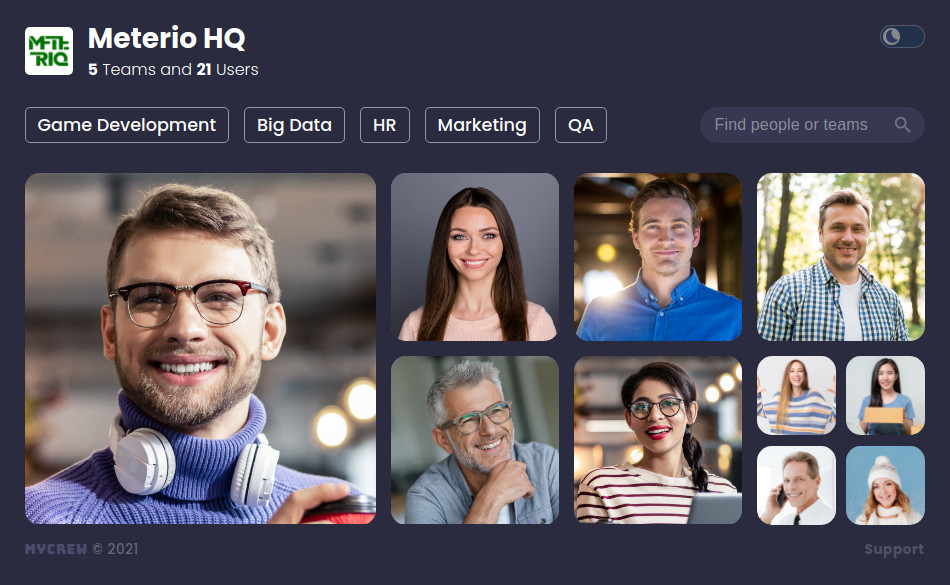 METE
RIQ
Meterio HQ
5 Teams and 21 Users
Game Development
Big Data
HR
Marketing
QA
Find people or teams
MYCREW © 2021
Support